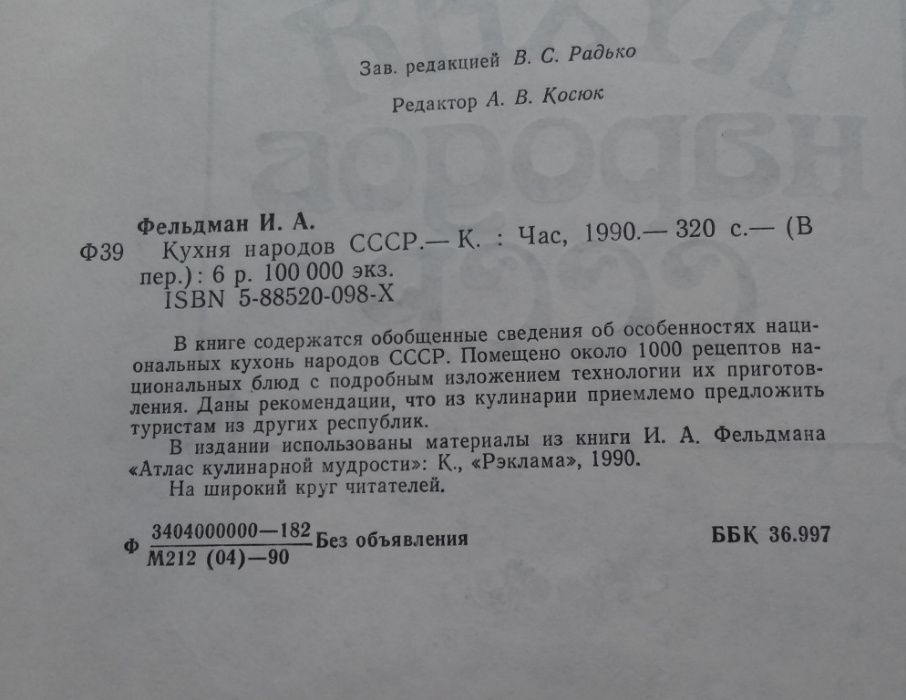 Зав. редакцией В. С. Радько
Редактор А. В. Косюк
Фельдман И. А.
Ф39 Кухня народов СССР.— К. : Час, 1990.— 320 с.— (В
пер.) : 6 р. 100 000 экз.
ISBN 5-88520-098-X
В книге содержатся обобщенные сведения об особенностях наци-
ональных кухонь народов СССР. Помещено около 1000 рецептов на-
циональных блюд с подробным изложением технологии их приготов-
ления. Даны рекомендации, что из кулинарии приемлемо предложить
туристам из других республик.
В издании использованы материалы из книги И. А. Фельдмана
«Атлас кулинарной мудрости»: К., «Рэклама», 1990.
На широкий круг читателей.
Ф 3404000000—182
М212 (04)—90 Без объявления ББК 36.997
кухня
народов
СССР